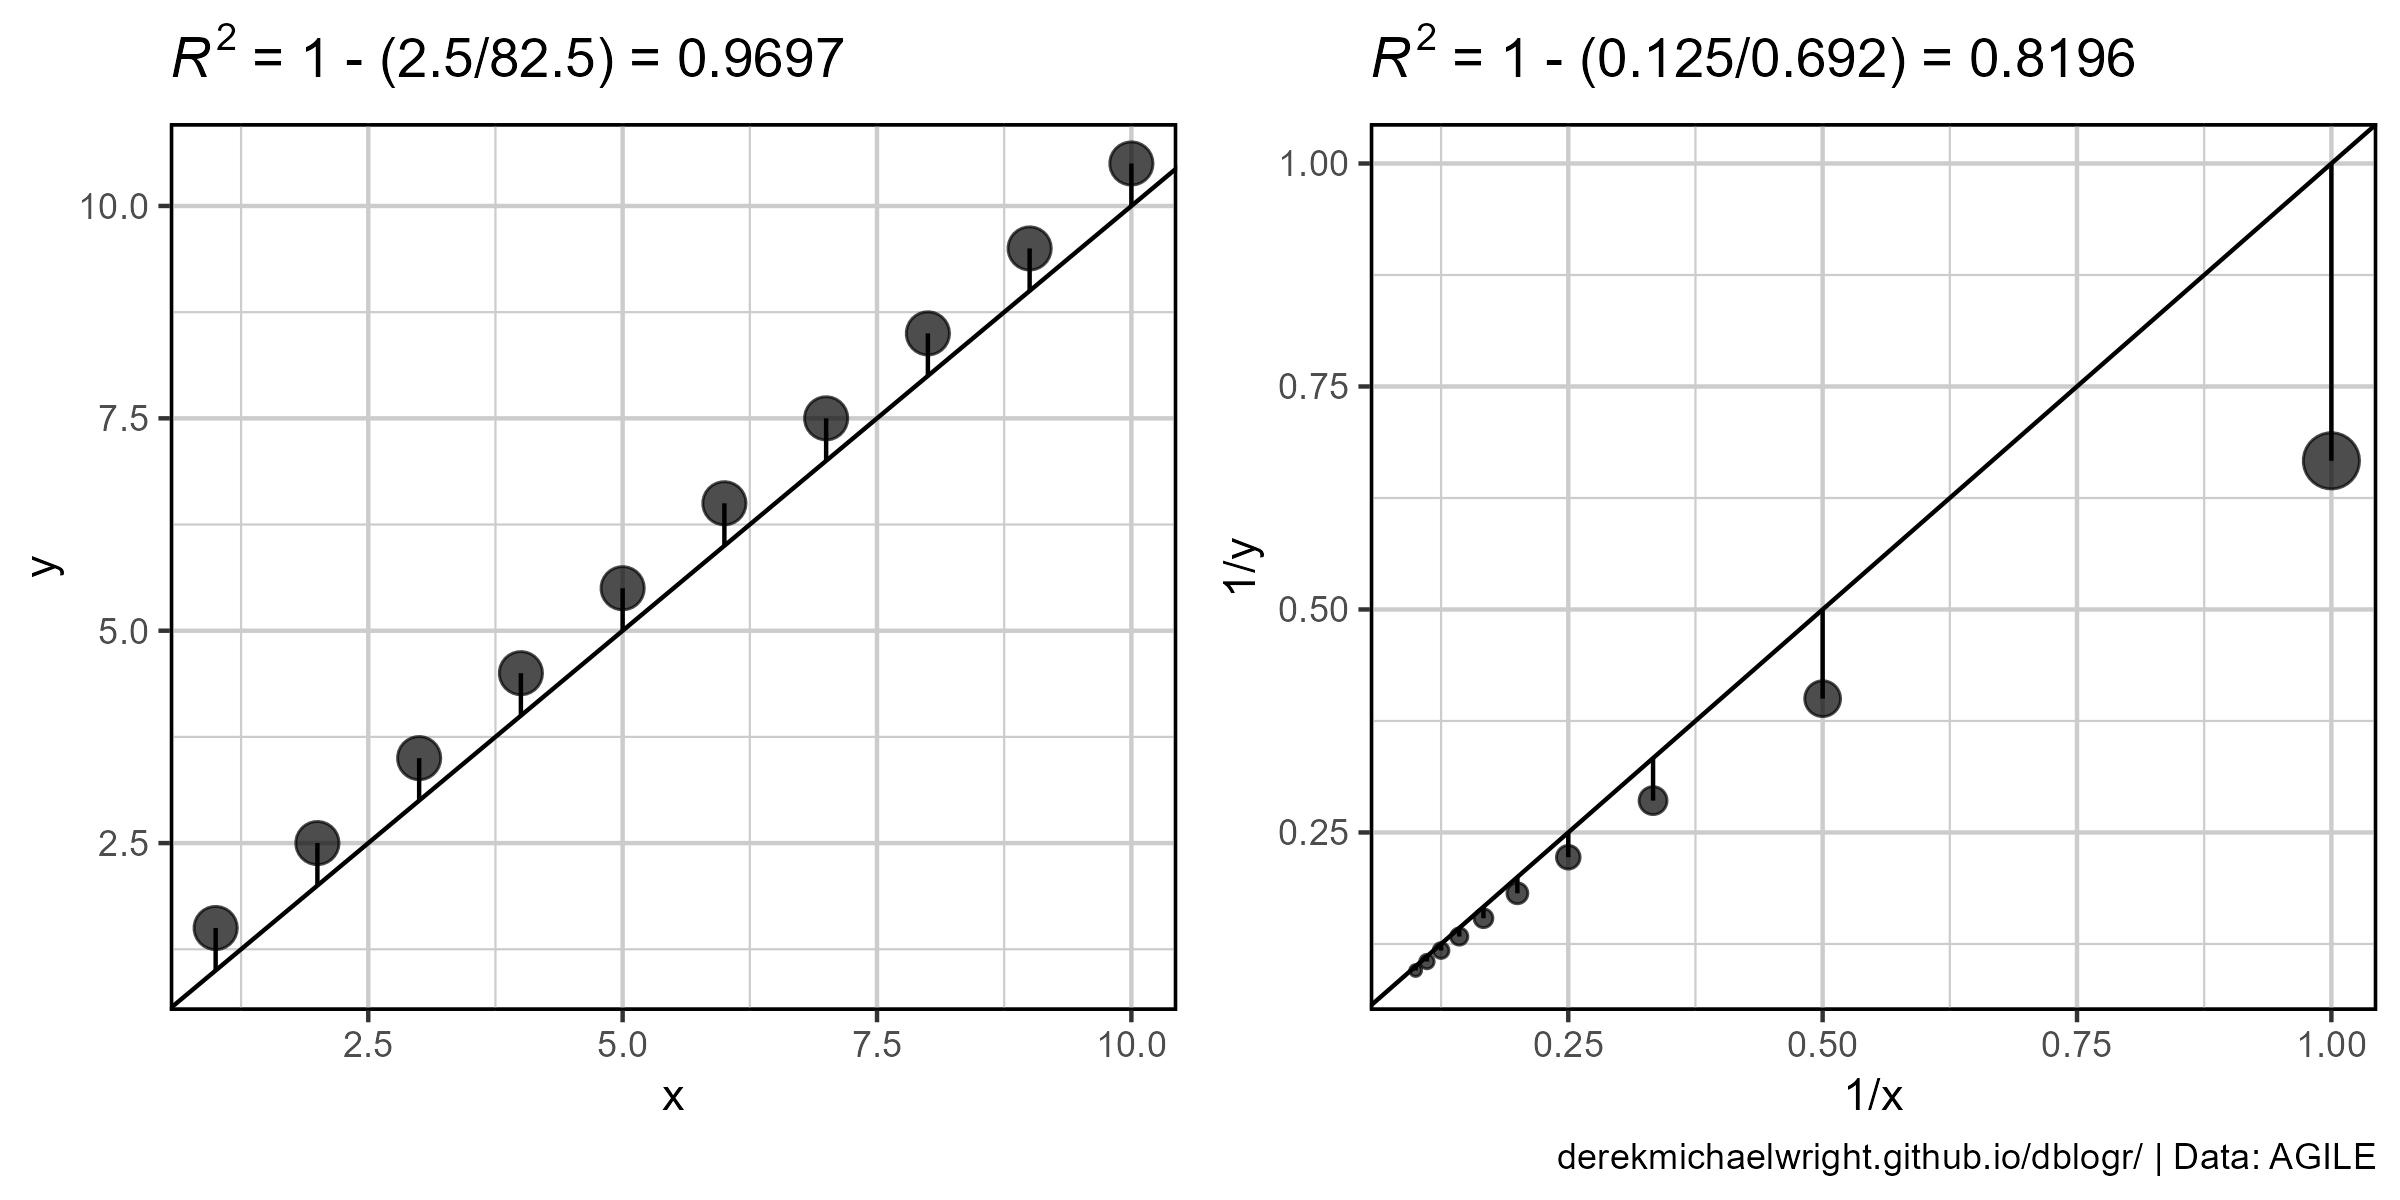 R² = 1 - (2.5/82.5) = 0.9697
10.0
7.5
5.0
2.5
y
2.5 5.0 7.5 10.0
x
R² = 1 - (0.125/0.692) = 0.8196
1.00
0.75
0.50
0.25
1/y
0.25 0.50 0.75 1.00
1/x
derekmichaelwright.github.io/dblogr/ | Data: AGILE